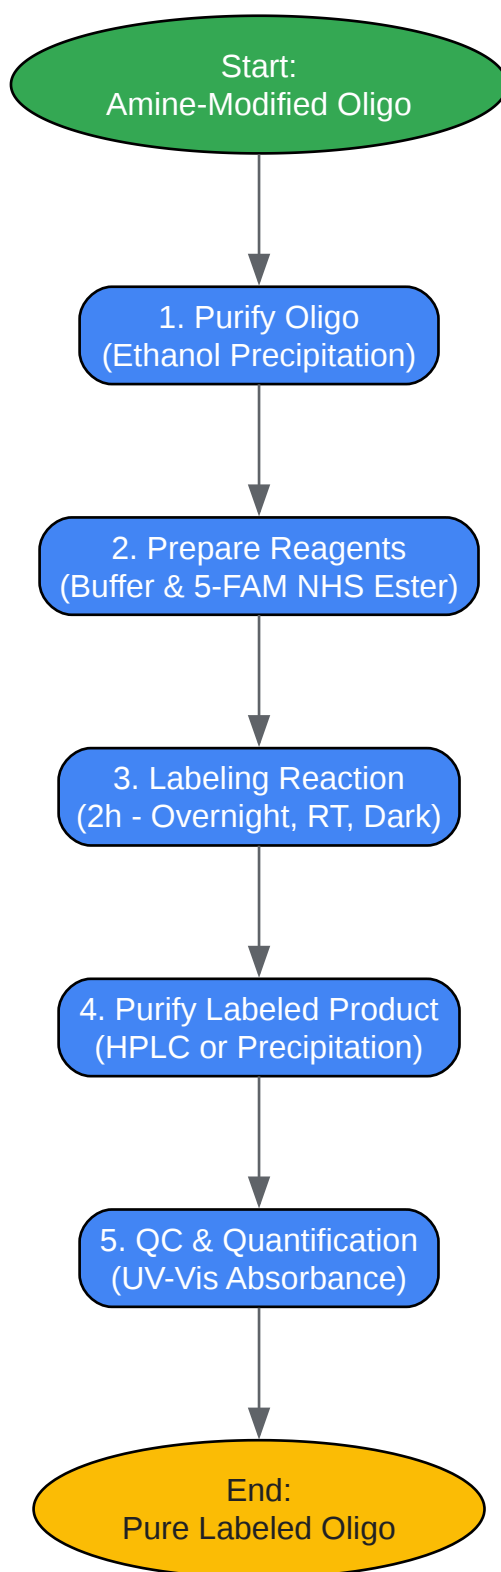 Start:
Amine-Modified Oligo
1. Purify Oligo
(Ethanol Precipitation)
2. Prepare Reagents
(Buffer & 5-FAM NHS Ester)
3. Labeling Reaction
(2h - Overnight, RT, Dark)
4. Purify Labeled Product
(HPLC or Precipitation)
5. QC & Quantification
(UV-Vis Absorbance)
End:
Pure Labeled Oligo